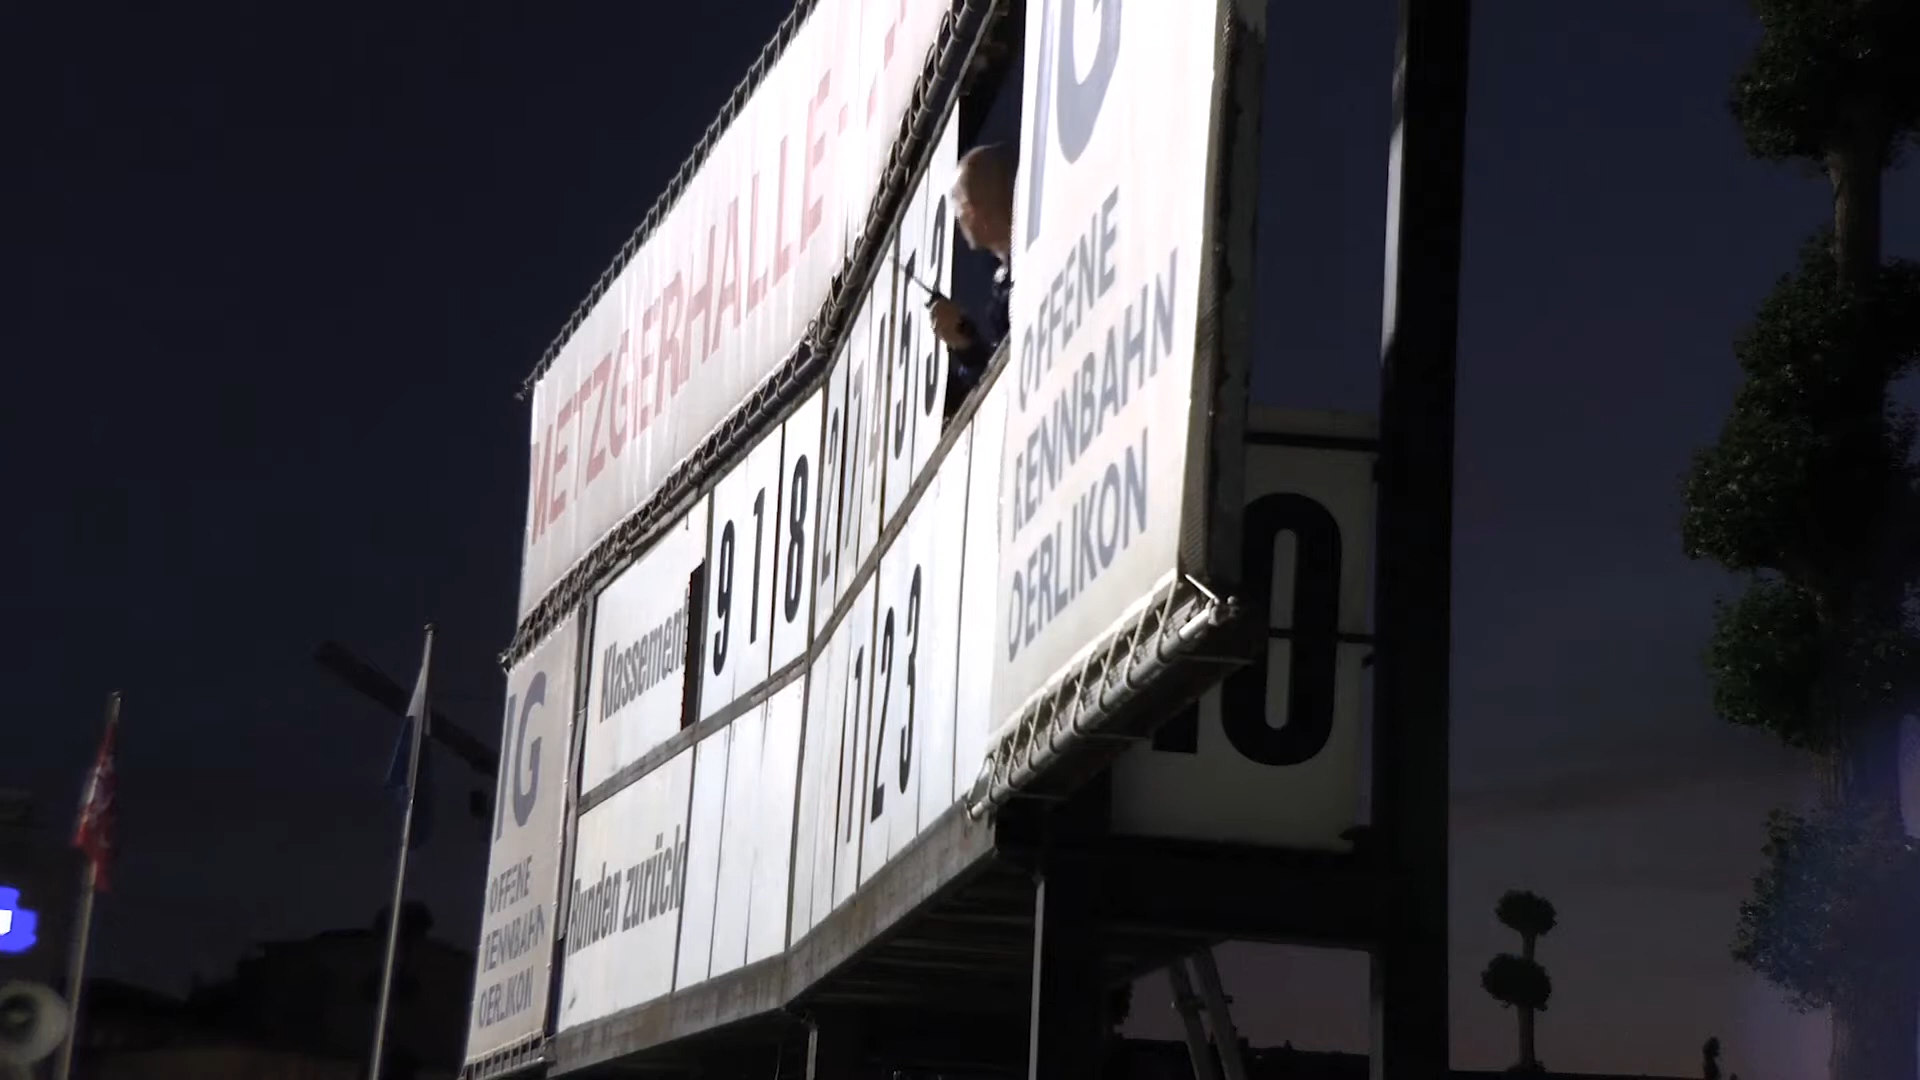 METZGERHALLE
IG
OFFENE
RENNBAHN
OERLIKON
Klassement
9 1 8 2 7 4 5 3
Runden zurück
1 2 3
IG
OFFENE
RENNBAHN
OERLIKON
10